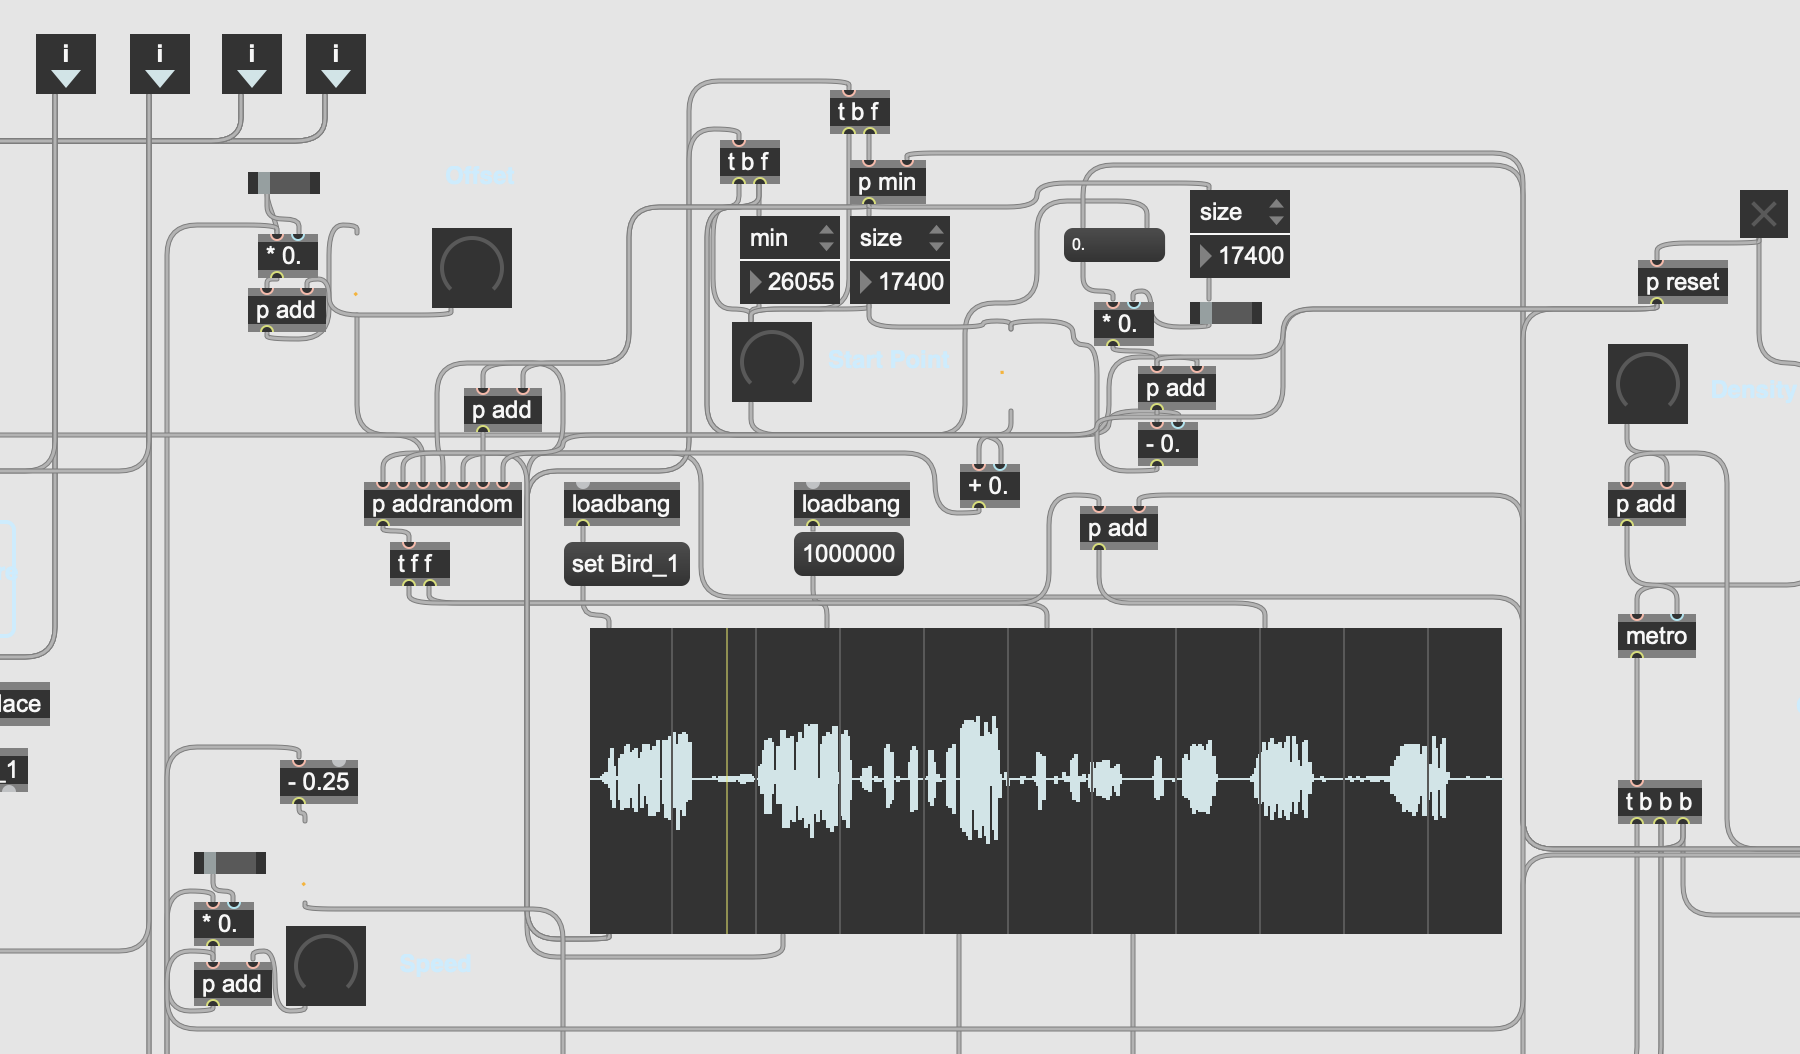 i
i
i
i
t b f
t b f
p min
Offset
size
min
size
0.
* 0.
17400
26055
17400
p reset
p add
* 0.
Start Point
p add
Density
p add
- 0.
+ 0.
p addrandom
loadbang
loadbang
p add
p add
t f f
set Bird_1
1000000
metro
lace
_1
- 0.25
t b b b
* 0.
Speed
p add